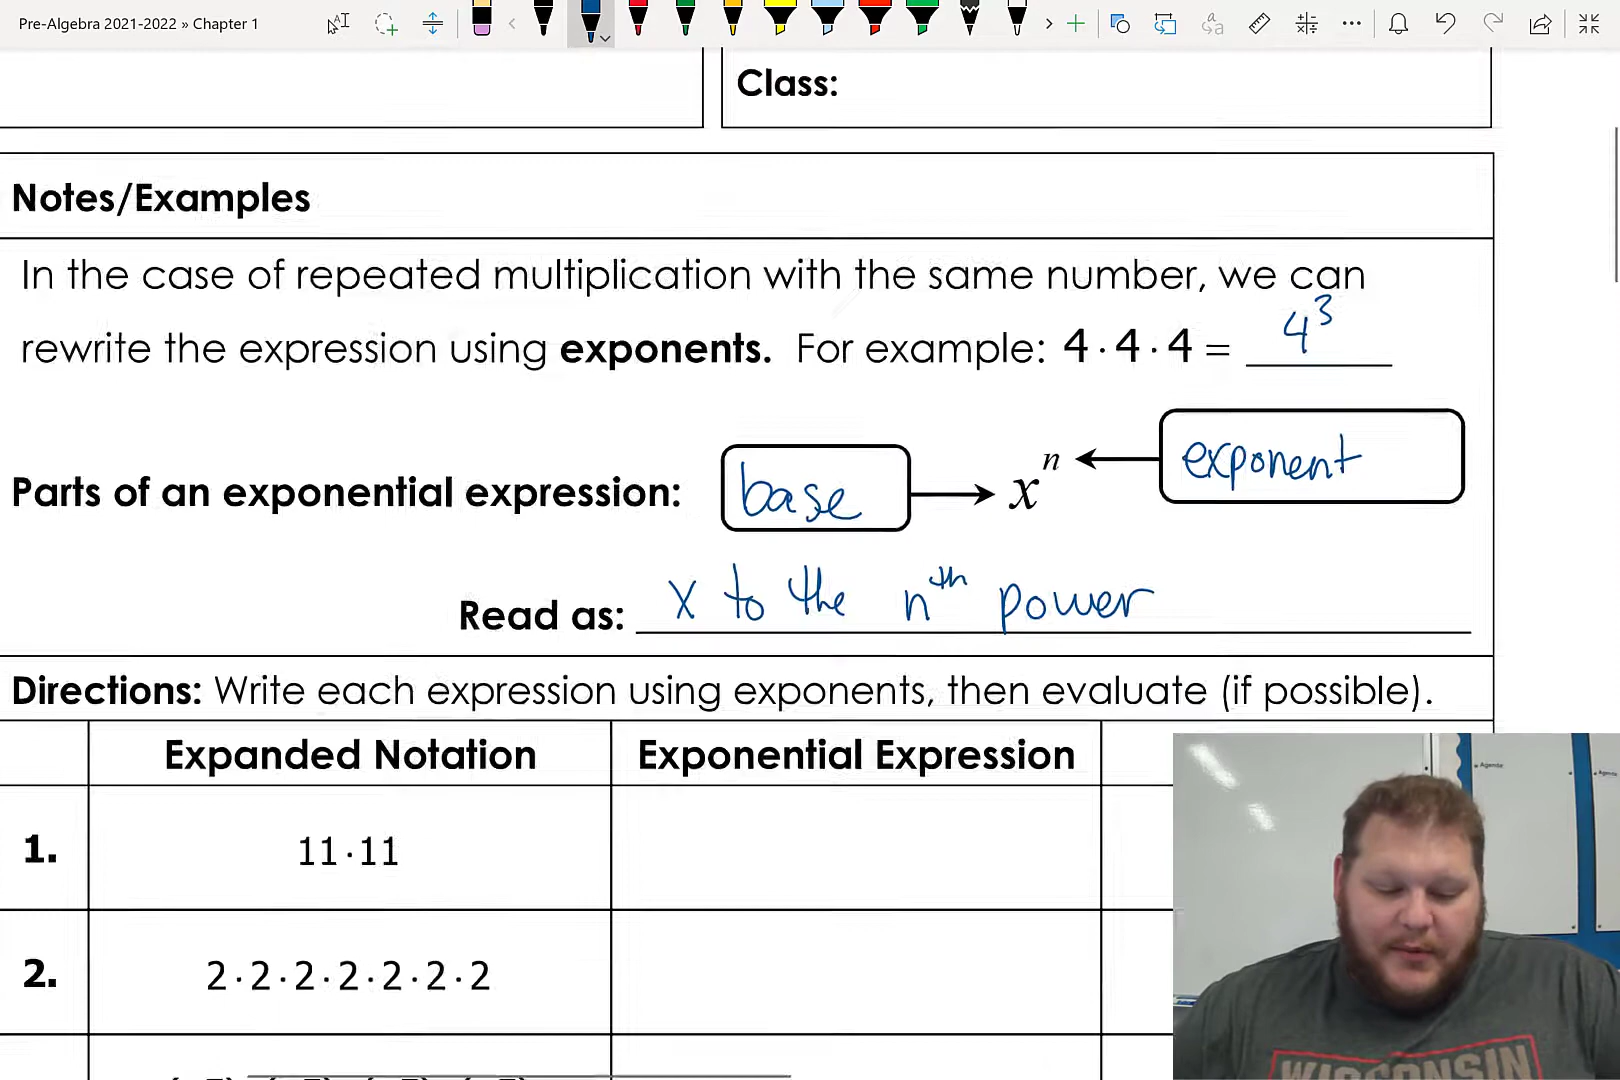 Pre-Algebra 2021-2022 » Chapter 1
Class:
Notes/Examples
In the case of repeated multiplication with the same number, we can
rewrite the expression using exponents. For example: 4 · 4 · 4 = 4³
Parts of an exponential expression: base → xⁿ ← exponent
Read as: x to the nᵗʰ power
Directions: Write each expression using exponents, then evaluate (if possible).
Expanded Notation Exponential Expression
1. 11·11
2. 2·2·2·2·2·2·2
Agenda
Agenda
WISCONSIN